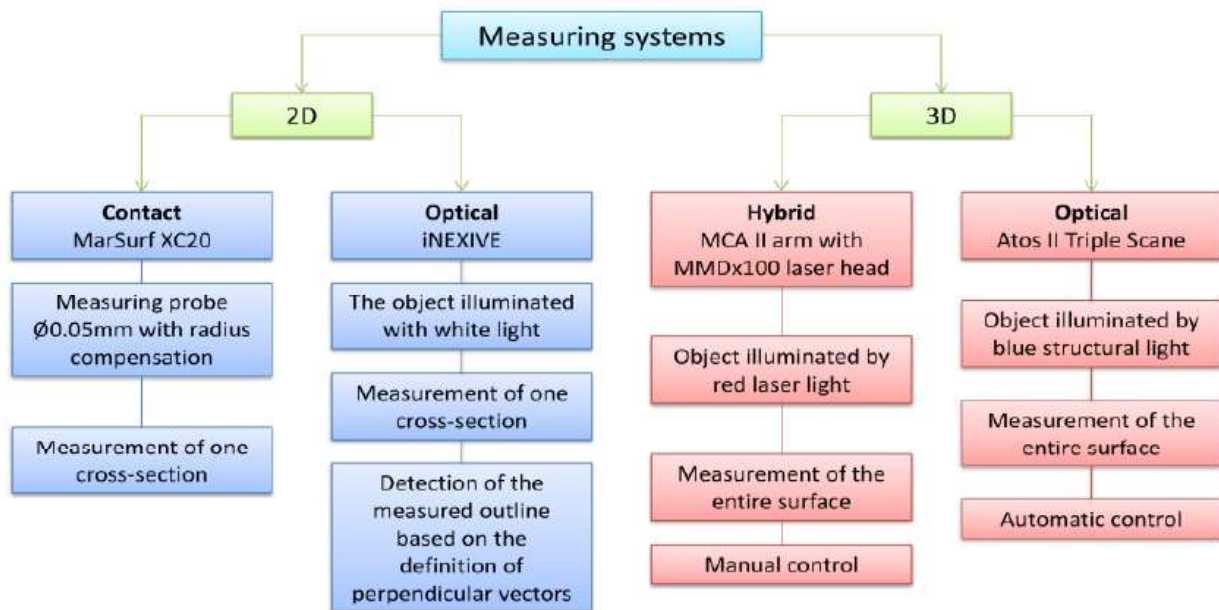 Measuring systems
2D
3D
Contact
MarSurf XC20
Measuring probe
Ø0.05mm with radius
compensation
Measurement of one
cross-section
Optical
iNEXIVE
The object illuminated
with white light
Measurement of one
cross-section
Detection of the
measured outline
based on the
definition of
perpendicular vectors
Hybrid
MCA II arm with
MMDx100 laser head
Object illuminated by
red laser light
Measurement of the
entire surface
Manual control
Optical
Atos II Triple Scane
Object illuminated by
blue structural light
Measurement of the
entire surface
Automatic control